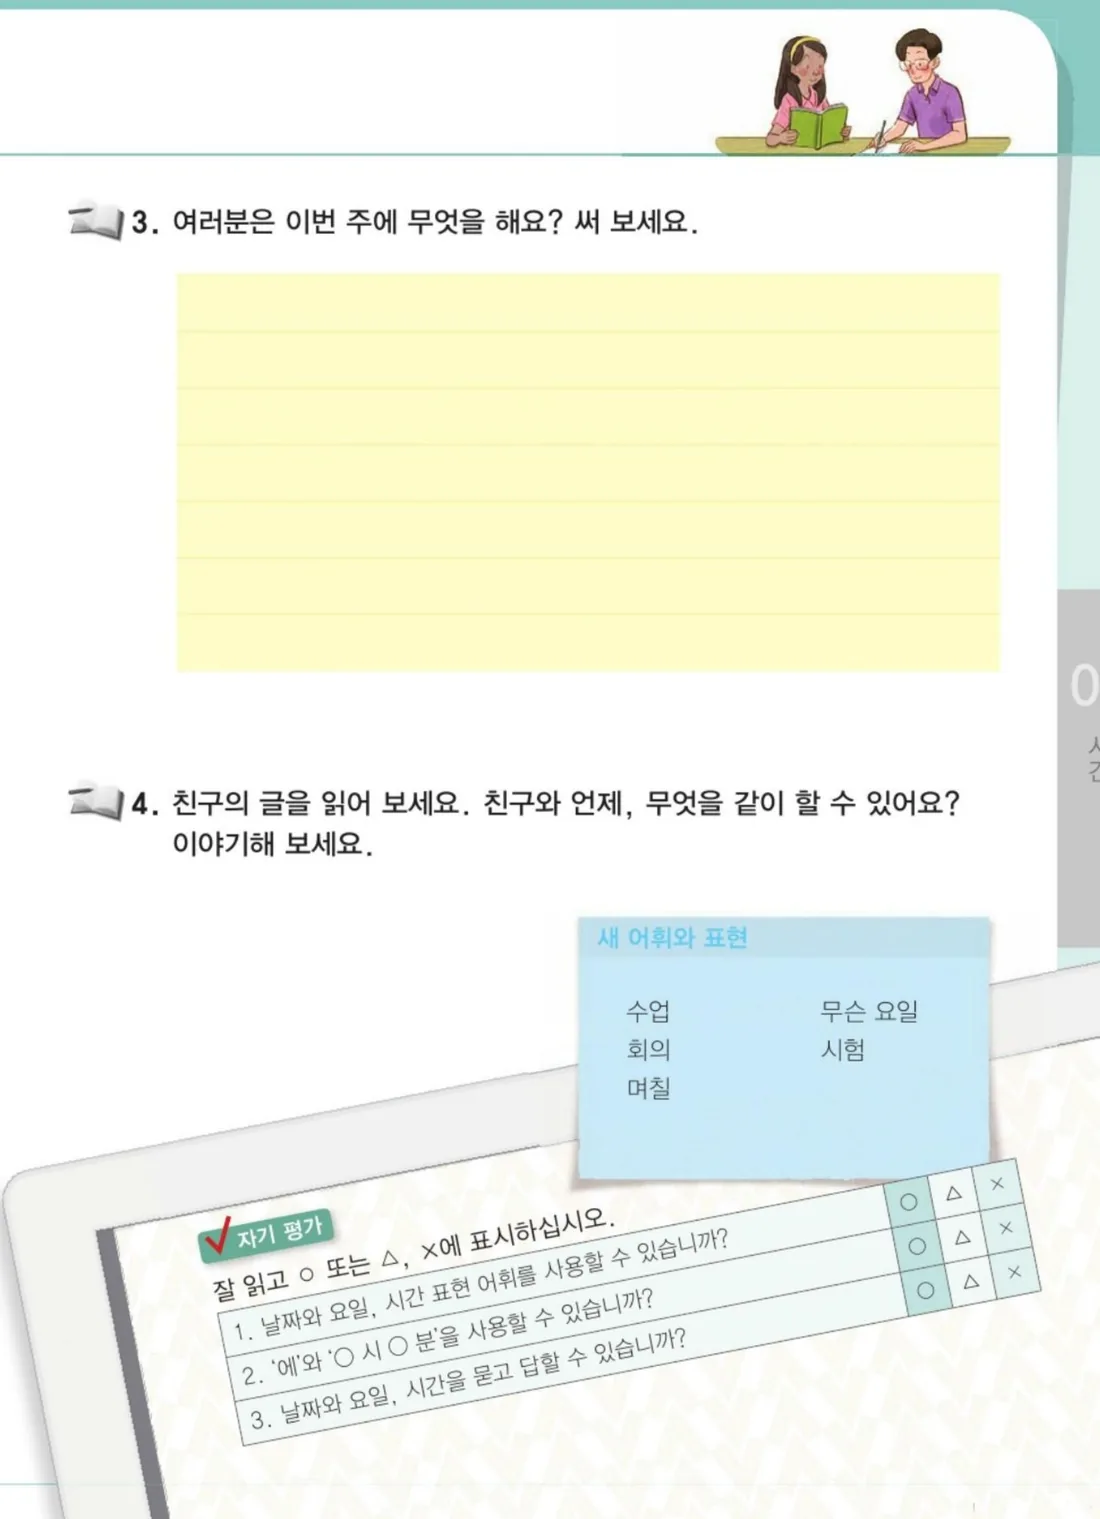 3. 여러분은 이번 주에 무엇을 해요? 써 보세요.
4. 친구의 글을 읽어 보세요. 친구와 언제, 무엇을 같이 할 수 있어요?
이야기해 보세요.
새 어휘와 표현
수업 무슨 요일
회의 시험
며칠
자기 평가
잘 읽고 ○ 또는 △, ×에 표시하십시오.
1. 날짜와 요일, 시간 표현 어휘를 사용할 수 있습니까? ○ △ ×
2. ‘에’와 ‘○ 시 ○ 분’을 사용할 수 있습니까? ○ △ ×
3. 날짜와 요일, 시간을 묻고 답할 수 있습니까? ○ △ ×